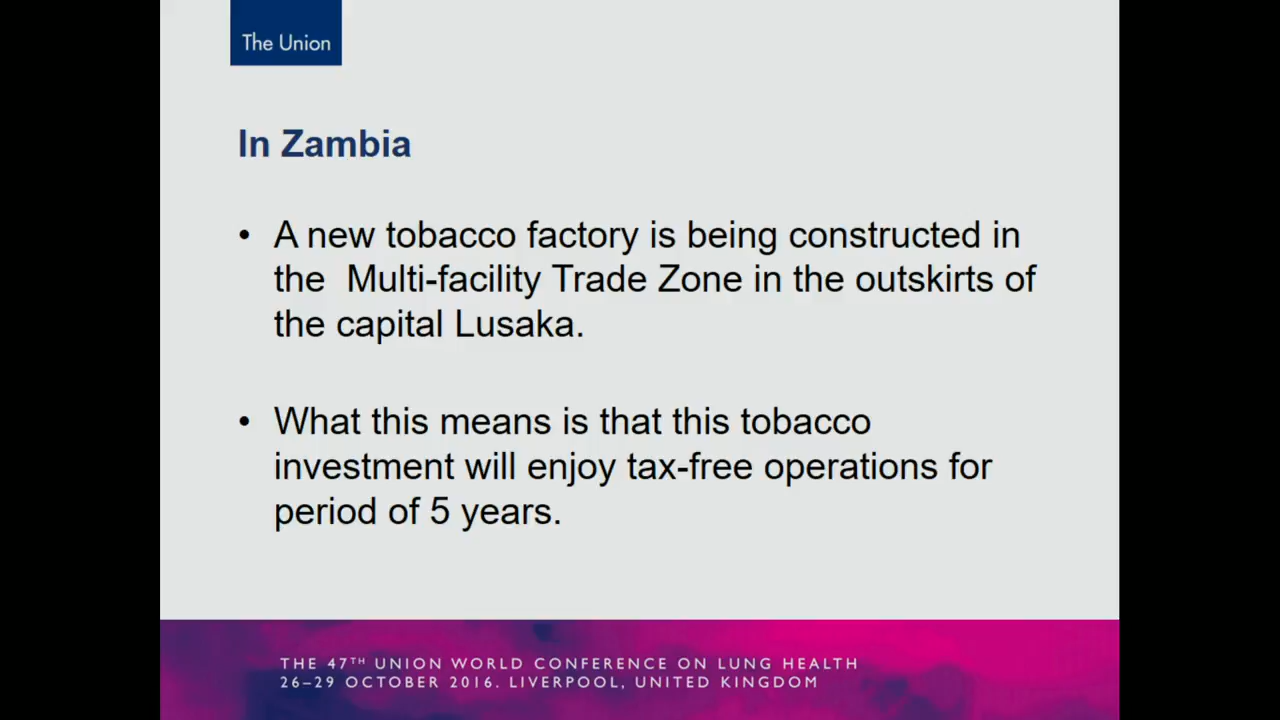 The Union
In Zambia
• A new tobacco factory is being constructed in
the  Multi-facility Trade Zone in the outskirts of
the capital Lusaka.
• What this means is that this tobacco
investment will enjoy tax-free operations for
period of 5 years.
THE 47TH UNION WORLD CONFERENCE ON LUNG HEALTH
26–29 OCTOBER 2016. LIVERPOOL, UNITED KINGDOM